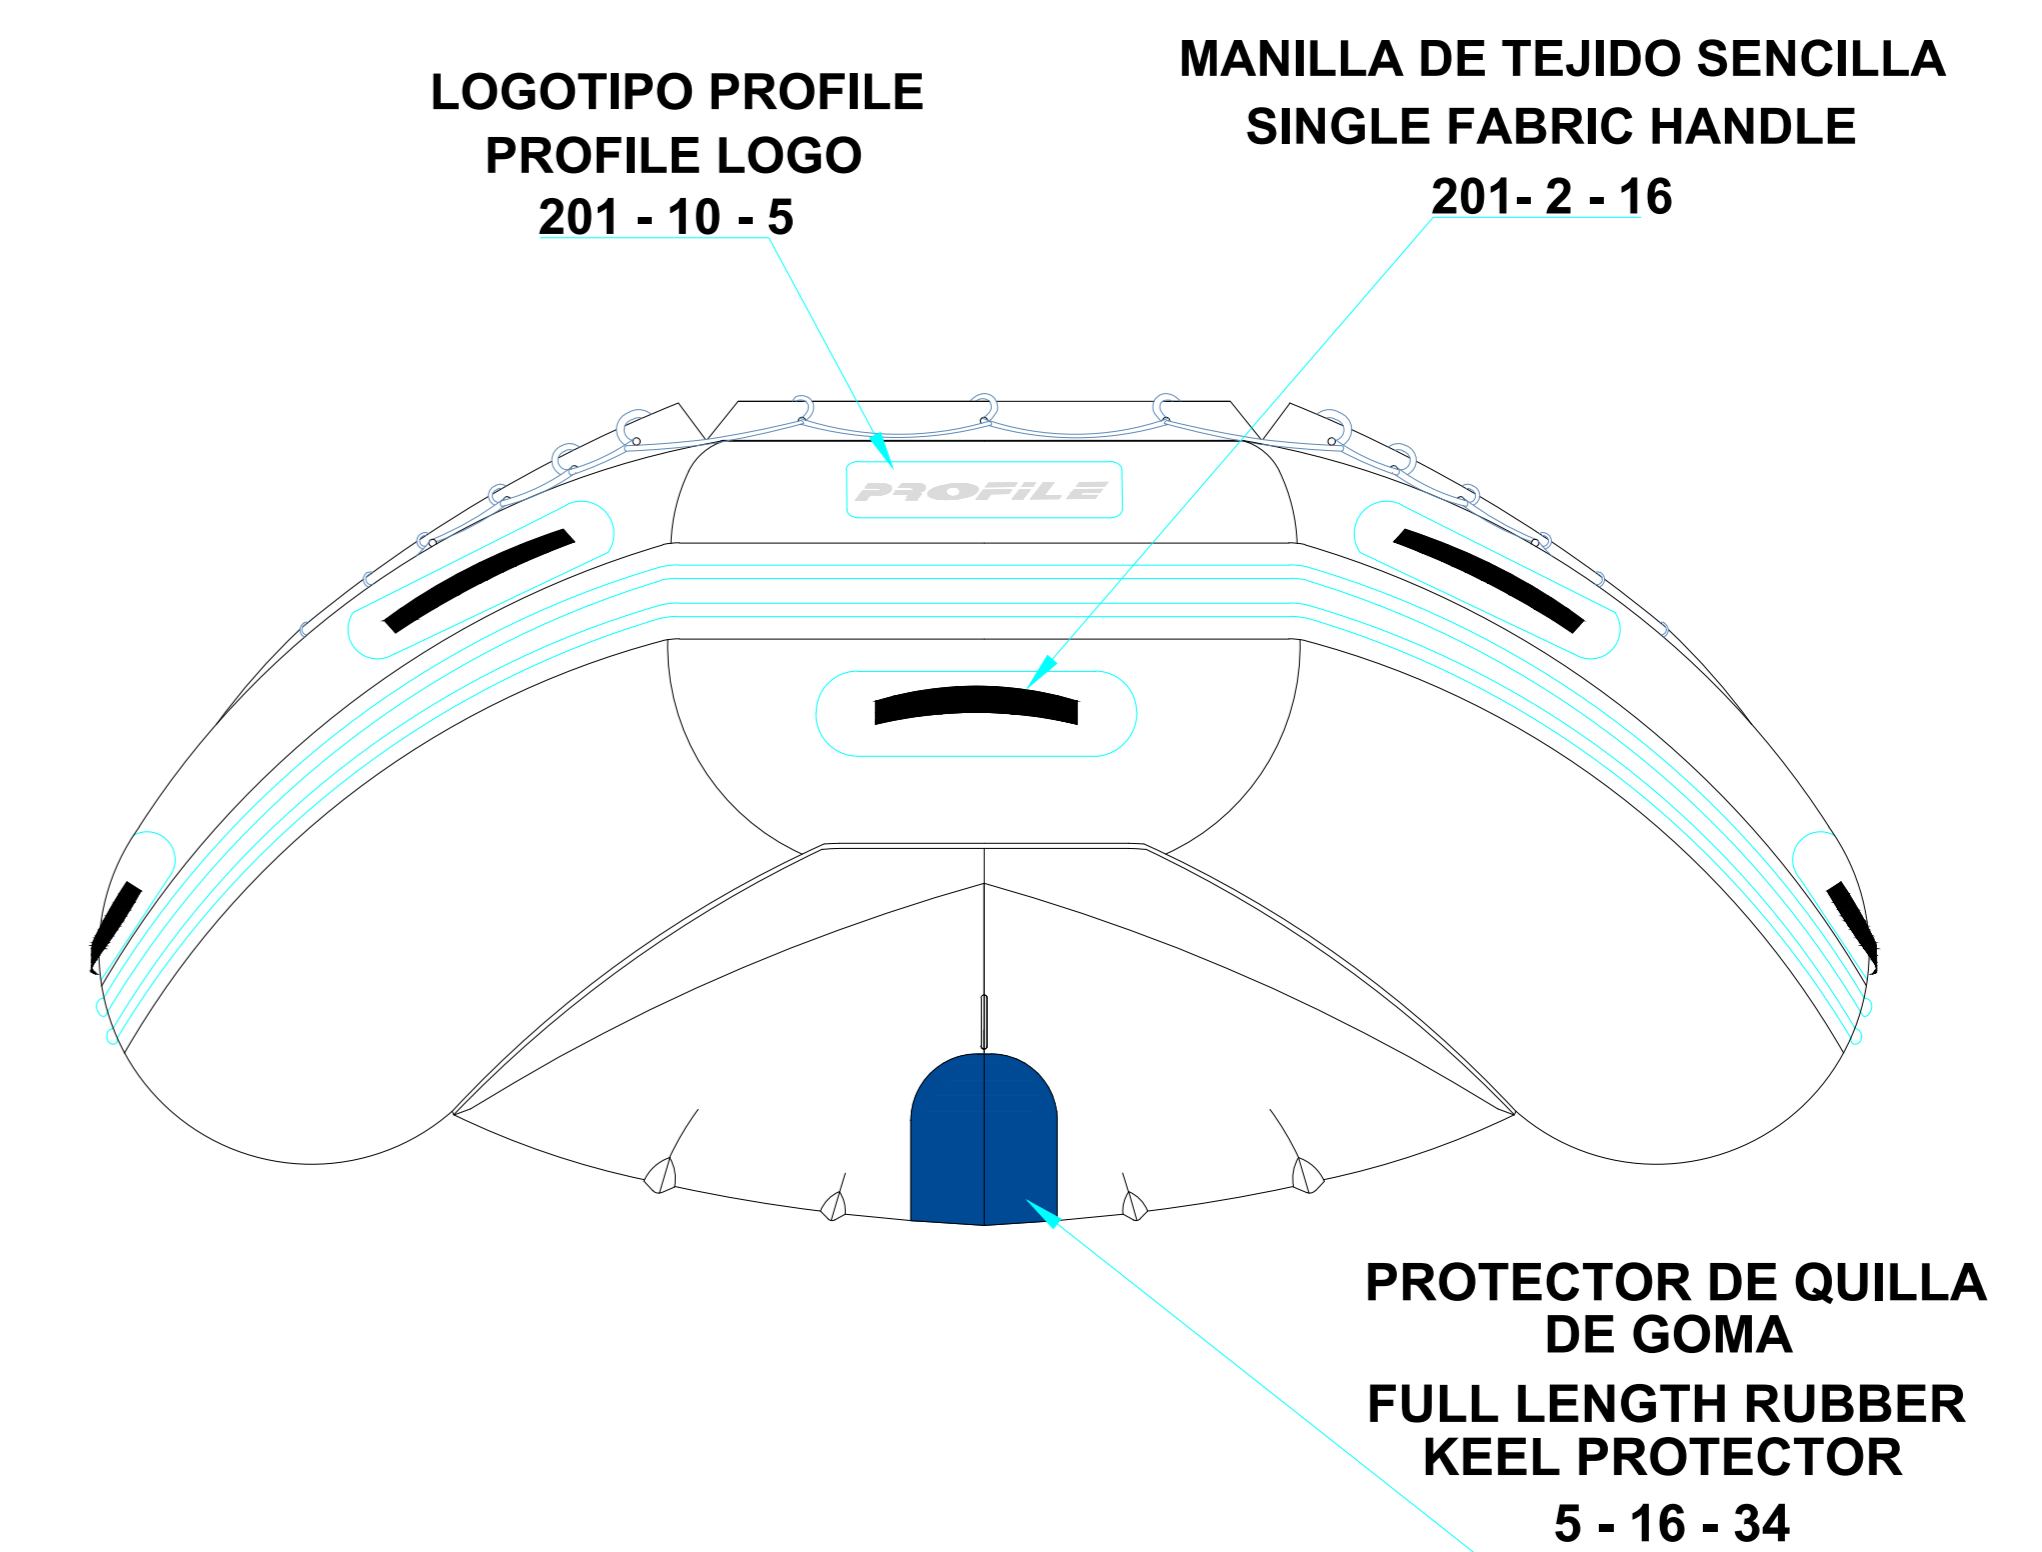 LOGOTIPO PROFILE
PROFILE LOGO
201 - 10 - 5
MANILLA DE TEJIDO SENCILLA
SINGLE FABRIC HANDLE
201- 2 - 16
PROFiLE
PROTECTOR DE QUILLA
DE GOMA
FULL LENGTH RUBBER
KEEL PROTECTOR
5 - 16 - 34